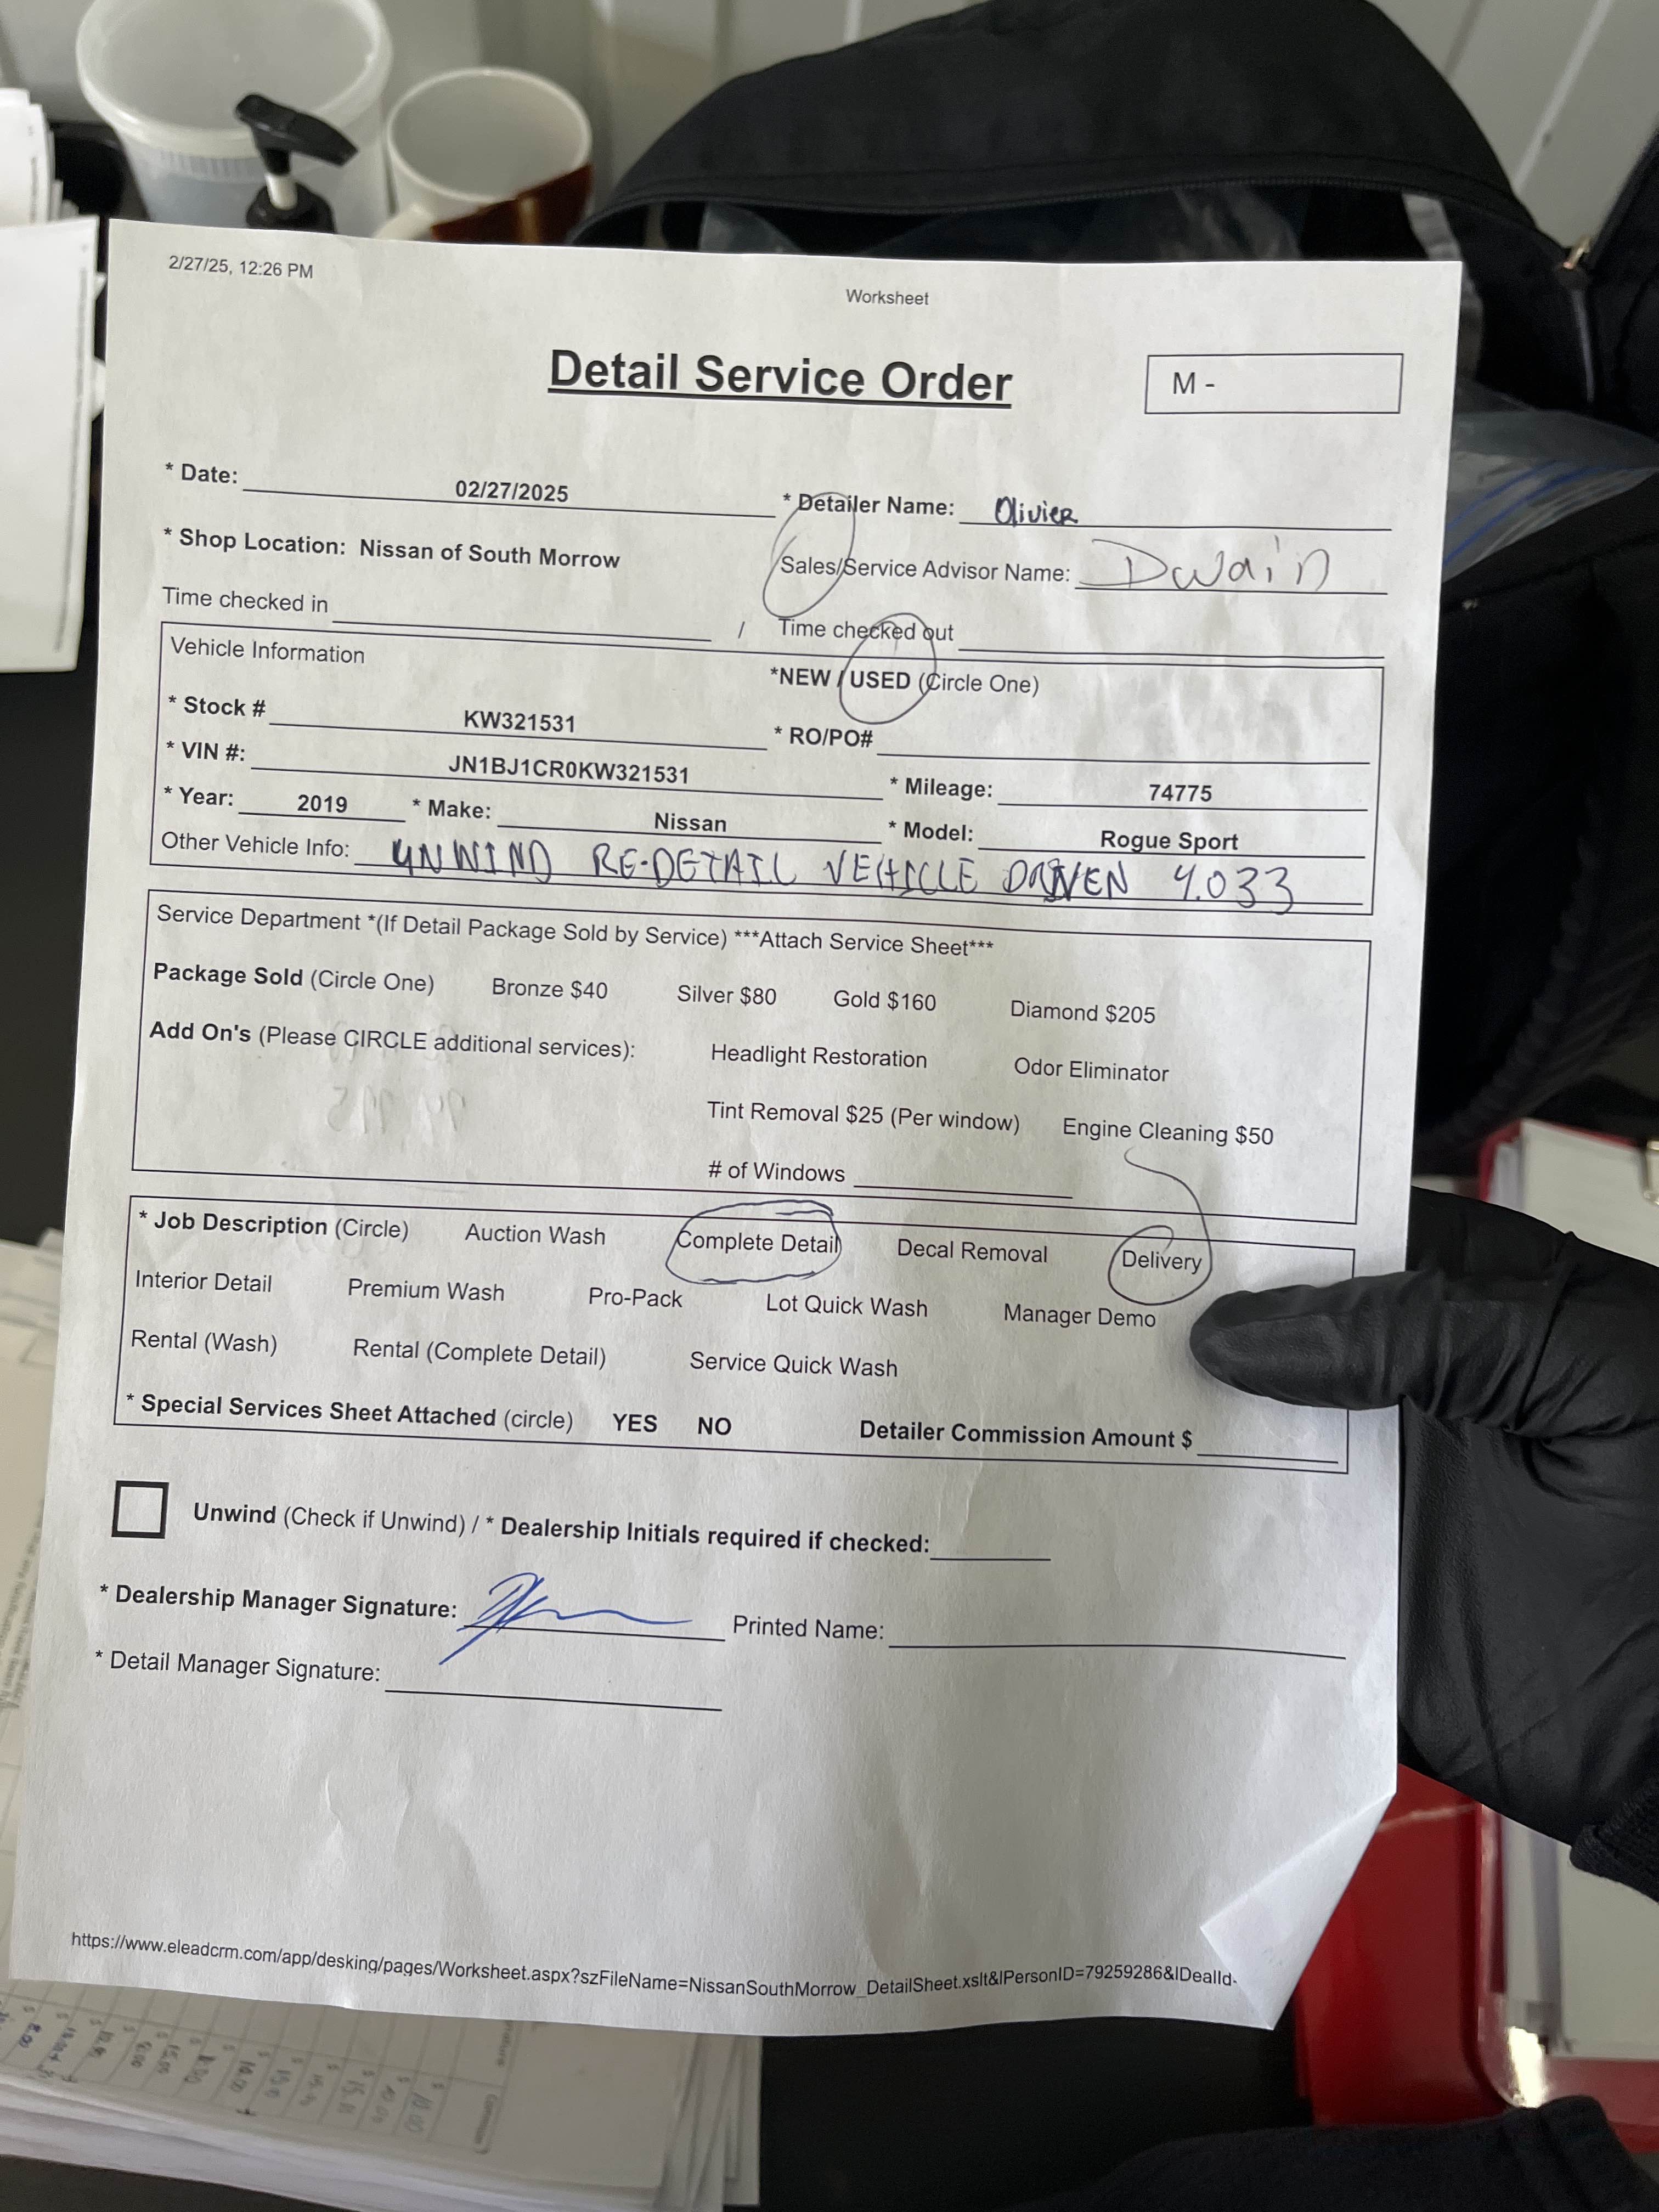 2/27/25, 12:26 PM
Worksheet
Detail Service Order
M -
* Date: 02/27/2025
* Detailer Name: Olivier
* Shop Location: Nissan of South Morrow
Sales/Service Advisor Name: Dwain
Time checked in / Time checked out
Vehicle Information
*NEW / USED (Circle One)
* Stock # KW321531
* RO/PO#
* VIN #: JN1BJ1CR0KW321531
* Mileage: 74775
* Year: 2019 * Make: Nissan * Model: Rogue Sport
Other Vehicle Info: UNWIND RE-DETAIL VEHICLE DRIVEN 4.033
Service Department *(If Detail Package Sold by Service) ***Attach Service Sheet***
Package Sold (Circle One) Bronze $40 Silver $80 Gold $160 Diamond $205
Add On's (Please CIRCLE additional services): Headlight Restoration Odor Eliminator
Tint Removal $25 (Per window) Engine Cleaning $50
# of Windows
* Job Description (Circle) Auction Wash Complete Detail Decal Removal Delivery
Interior Detail Premium Wash Pro-Pack Lot Quick Wash Manager Demo
Rental (Wash) Rental (Complete Detail) Service Quick Wash
* Special Services Sheet Attached (circle) YES NO Detailer Commission Amount $
Unwind (Check if Unwind) / * Dealership Initials required if checked:
* Dealership Manager Signature: Printed Name:
* Detail Manager Signature:
https://www.eleadcrm.com/app/desking/pages/Worksheet.aspx?szFileName=NissanSouthMorrow_DetailSheet.xslt&lPersonID=79259286&lDealId-